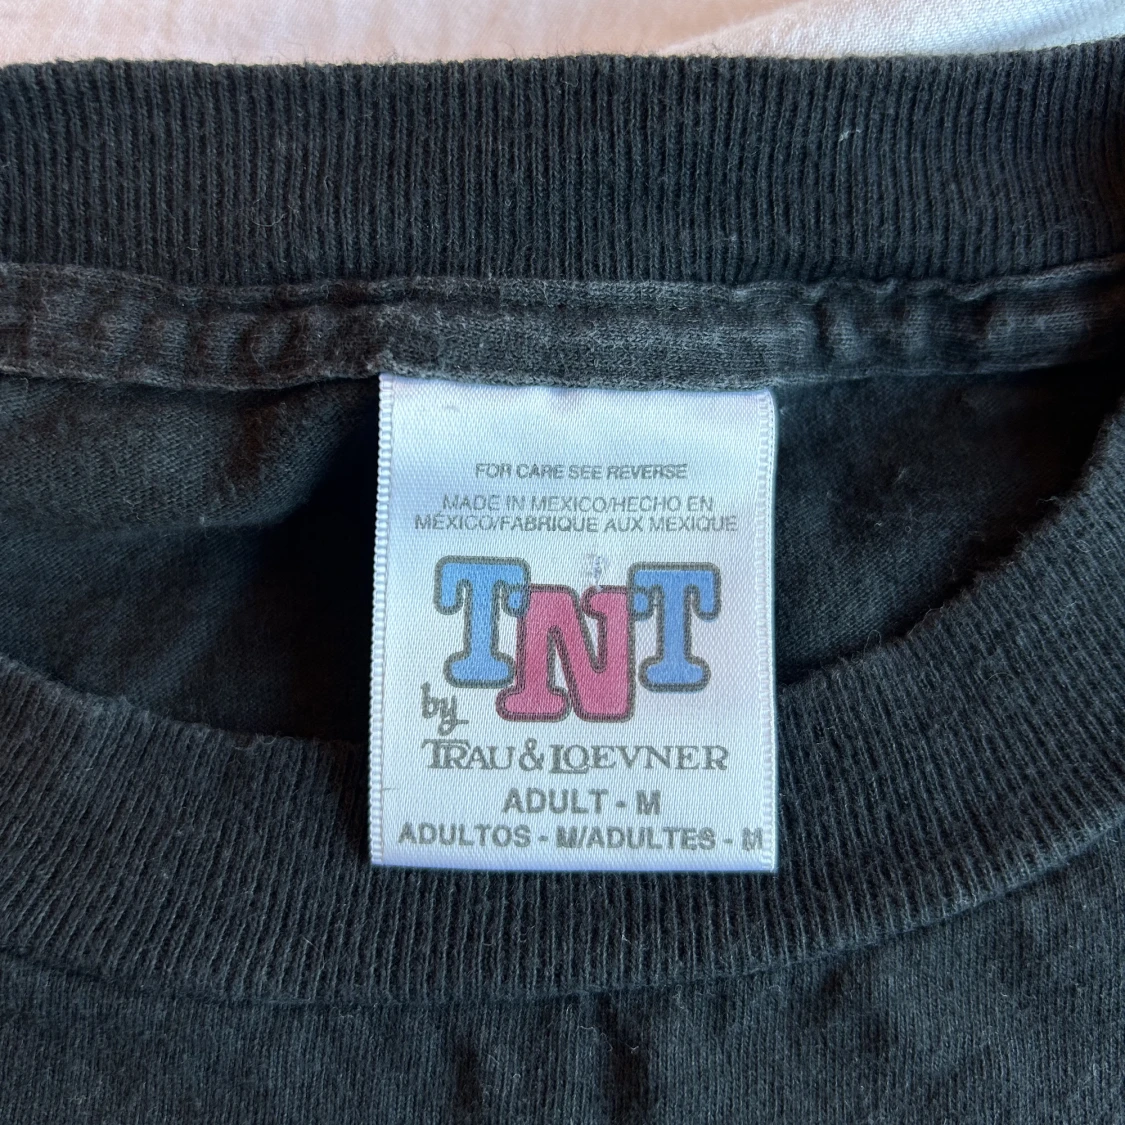 FOR CARE SEE REVERSE
MADE IN MEXICO/HECHO EN
MÉXICO/FABRIQUE AUX MEXIQUE
TNT
by
TRAU & LOEVNER
ADULT - M
ADULTOS - M/ADULTES - M